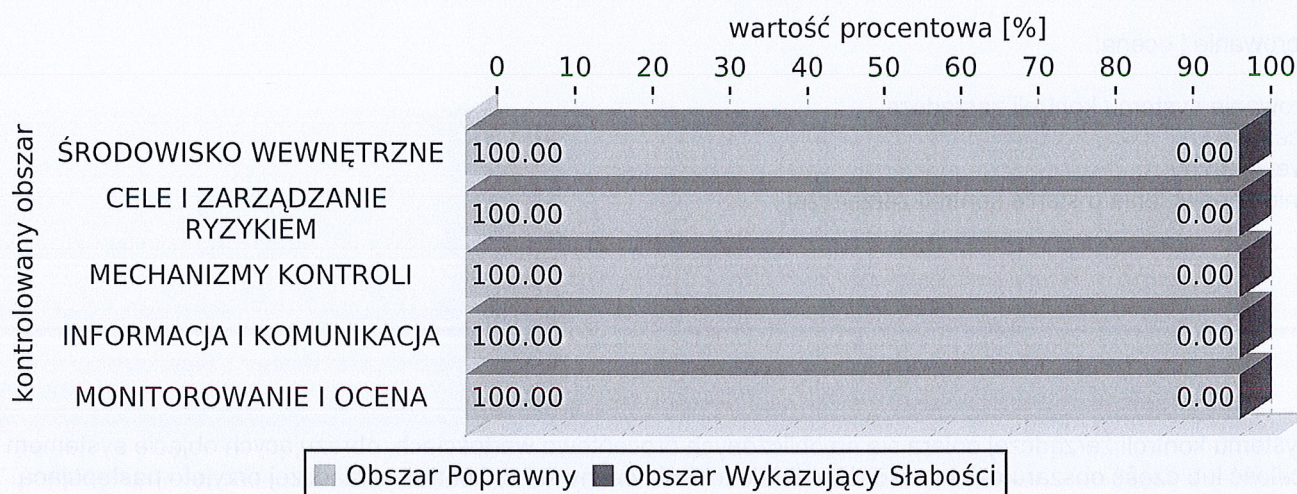 wartość procentowa [%]
0 10 20 30 40 50 60 70 80 90 100
kontrolowany obszar
ŚRODOWISKO WEWNĘTRZNE 100.00 0.00
CELE I ZARZĄDZANIE
RYZYKIEM 100.00 0.00
MECHANIZMY KONTROLI 100.00 0.00
INFORMACJA I KOMUNIKACJA 100.00 0.00
MONITOROWANIE I OCENA 100.00 0.00
Obszar Poprawny Obszar Wykazujący Słabości